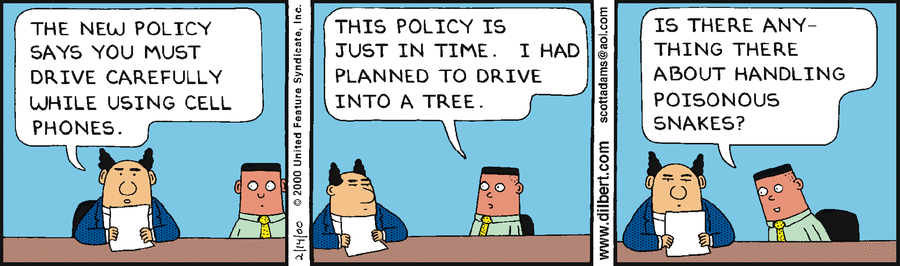 THE NEW POLICY
SAYS YOU MUST
DRIVE CAREFULLY
WHILE USING CELL
PHONES.
2/14/00 © 2000 United Feature Syndicate, Inc.
THIS POLICY IS
JUST IN TIME. I HAD
PLANNED TO DRIVE
INTO A TREE.
www.dilbert.com scottadams@aol.com
IS THERE ANY-
THING THERE
ABOUT HANDLING
POISONOUS
SNAKES?